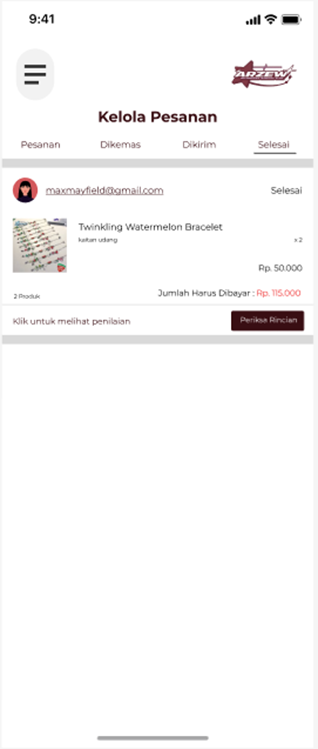 9:41
ARZEW
Kelola Pesanan
Pesanan Dikemas Dikirim Selesai
maxmayfield@gmail.com Selesai
Twinkling Watermelon Bracelet
kaitan udang x2
Rp. 50.000
2 Produk Jumlah Harus Dibayar : Rp. 115.000
Klik untuk melihat penilaian Periksa Rincian